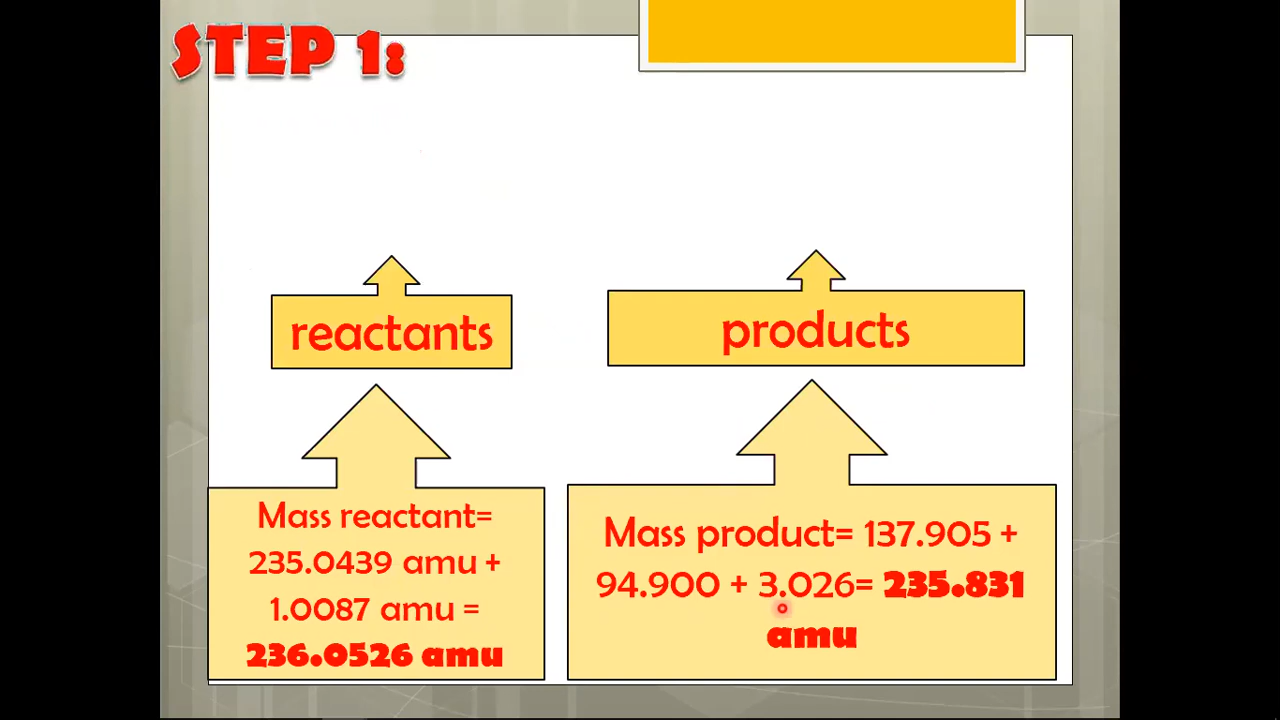 STEP 1:
reactants
products
Mass reactant=
235.0439 amu +
1.0087 amu =
236.0526 amu
Mass product= 137.905 +
94.900 + 3.026= 235.831
amu